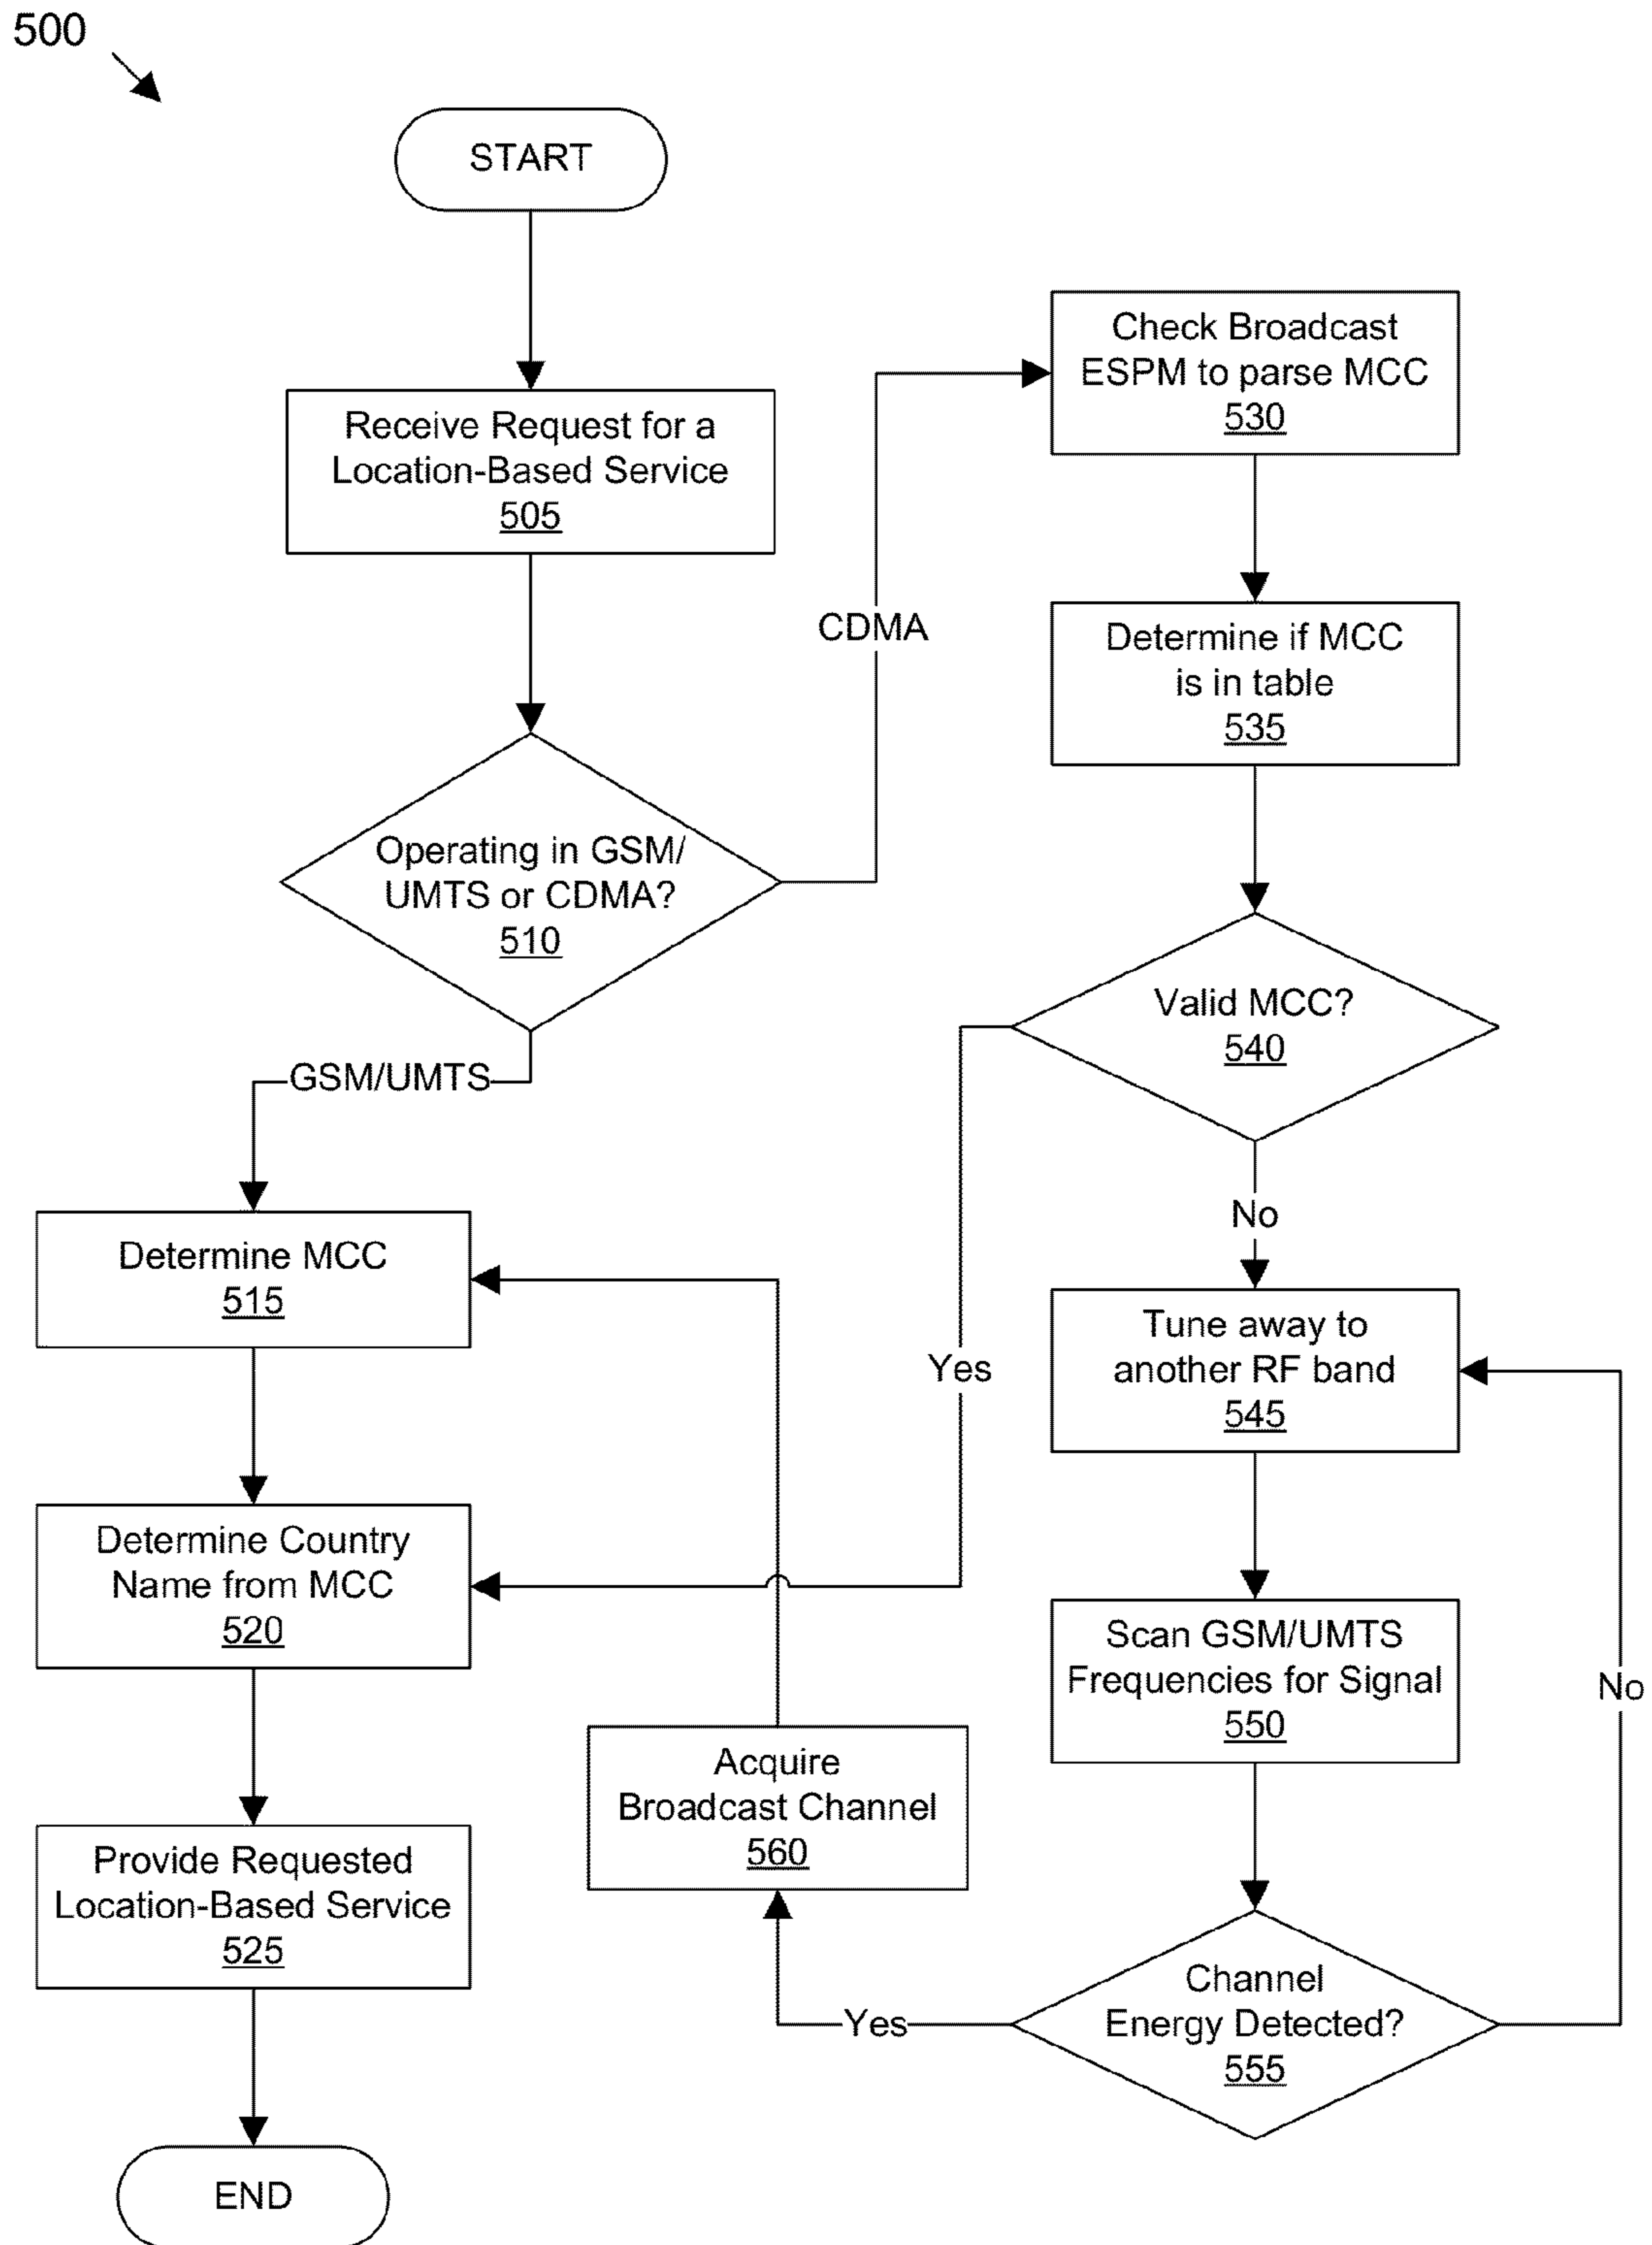 500
START
Receive Request for a
Location-Based Service
505
Operating in GSM/
UMTS or CDMA?
510
CDMA
GSM/UMTS
Check Broadcast
ESPM to parse MCC
530
Determine if MCC
is in table
535
Valid MCC?
540
Yes
No
Tune away to
another RF band
545
Scan GSM/UMTS
Frequencies for Signal
550
Channel
Energy Detected?
555
No
Yes
Acquire
Broadcast Channel
560
Determine MCC
515
Determine Country
Name from MCC
520
Provide Requested
Location-Based Service
525
END